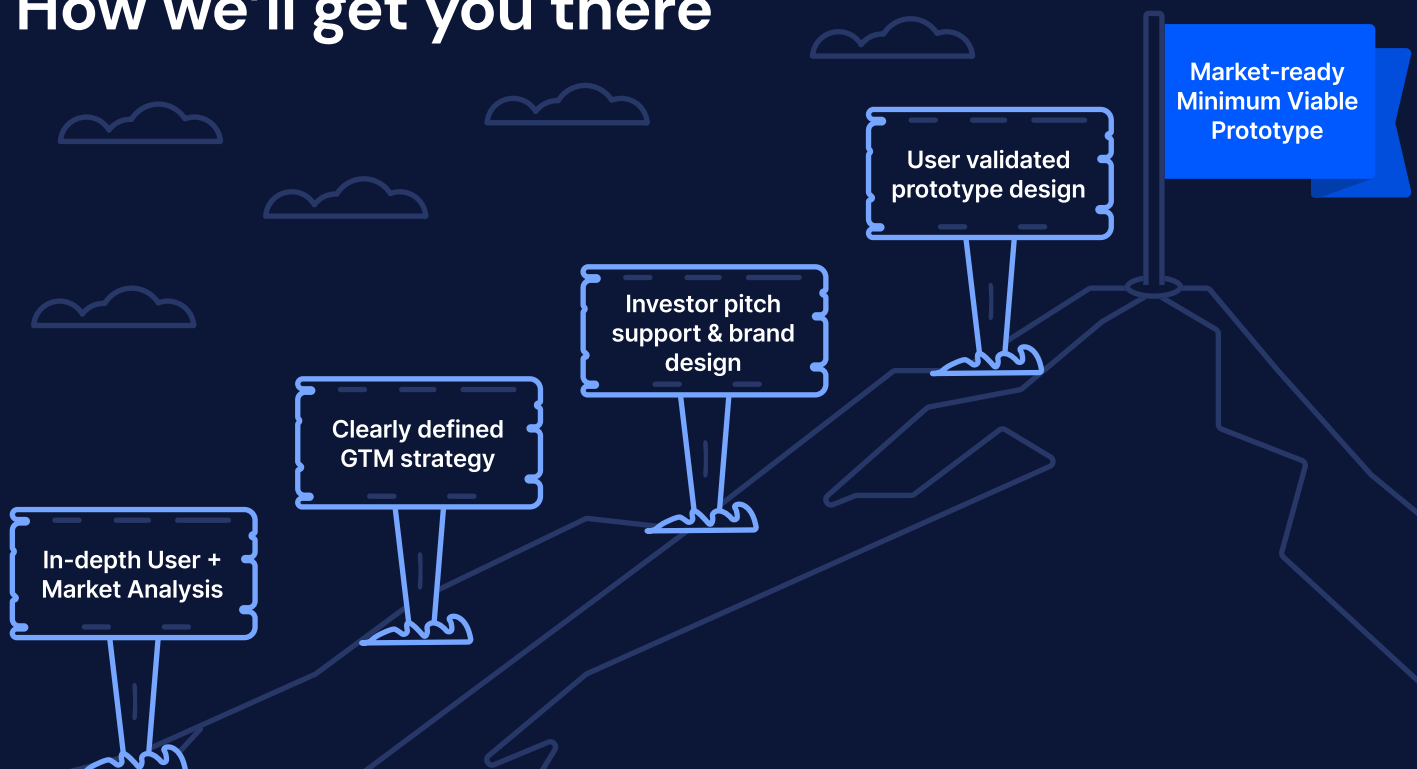 How we'll get you there
Market-ready
Minimum Viable
Prototype
User validated
prototype design
Investor pitch
support & brand
design
Clearly defined
GTM strategy
In-depth User +
Market Analysis